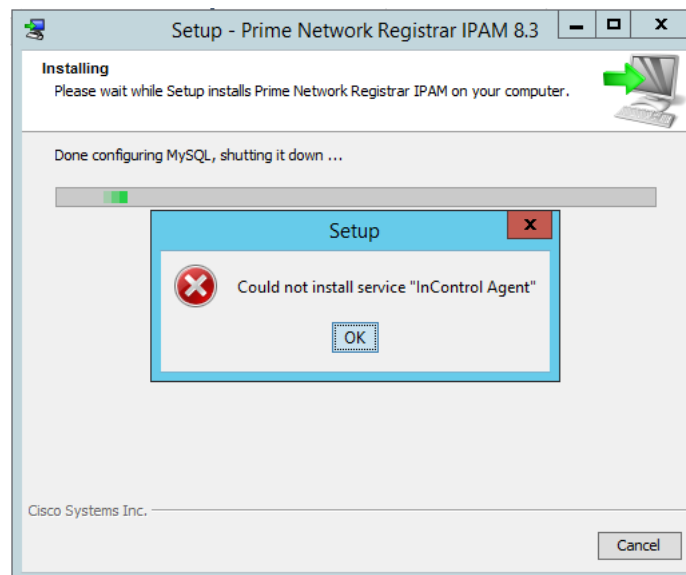 Setup - Prime Network Registrar IPAM 8.3
Installing
Please wait while Setup installs Prime Network Registrar IPAM on your computer.
Done configuring MySQL, shutting it down ...
Setup
Could not install service "InControl Agent"
OK
Cisco Systems Inc.
Cancel